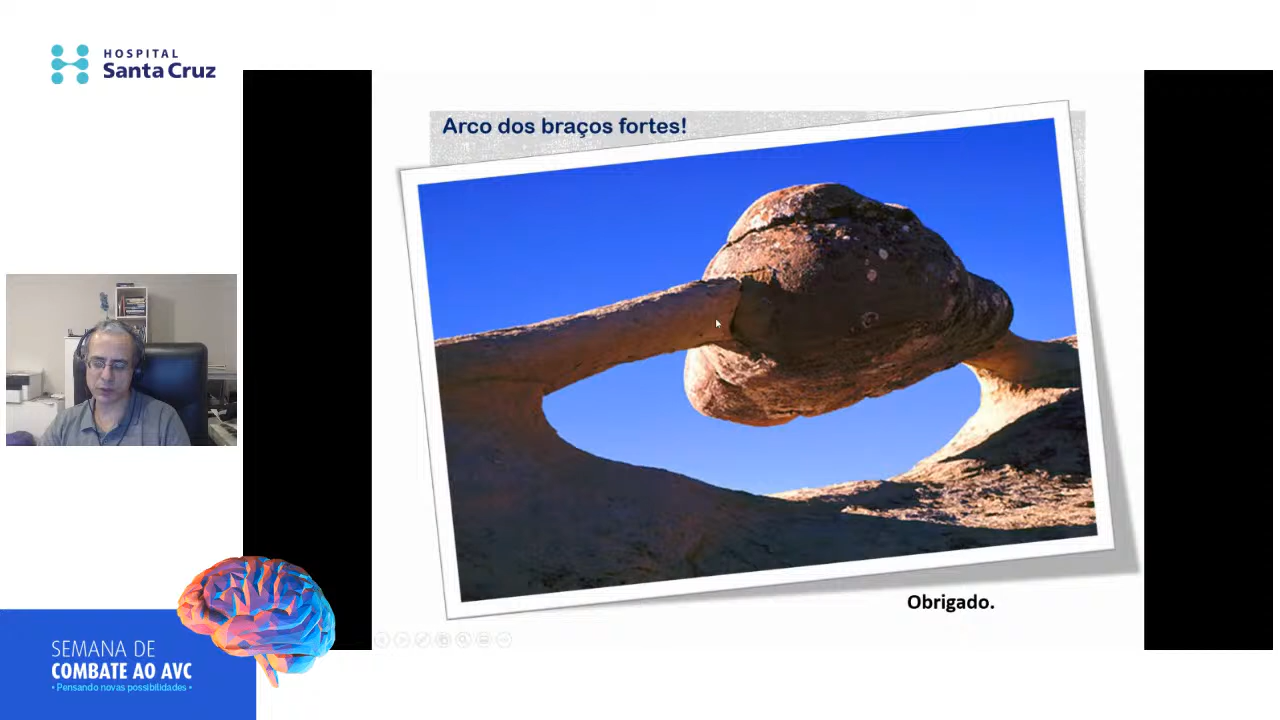 HOSPITAL
Santa Cruz
Arco dos braços fortes!
Obrigado.
SEMANA DE
COMBATE AO AVC
• Pensando novas possibilidades •